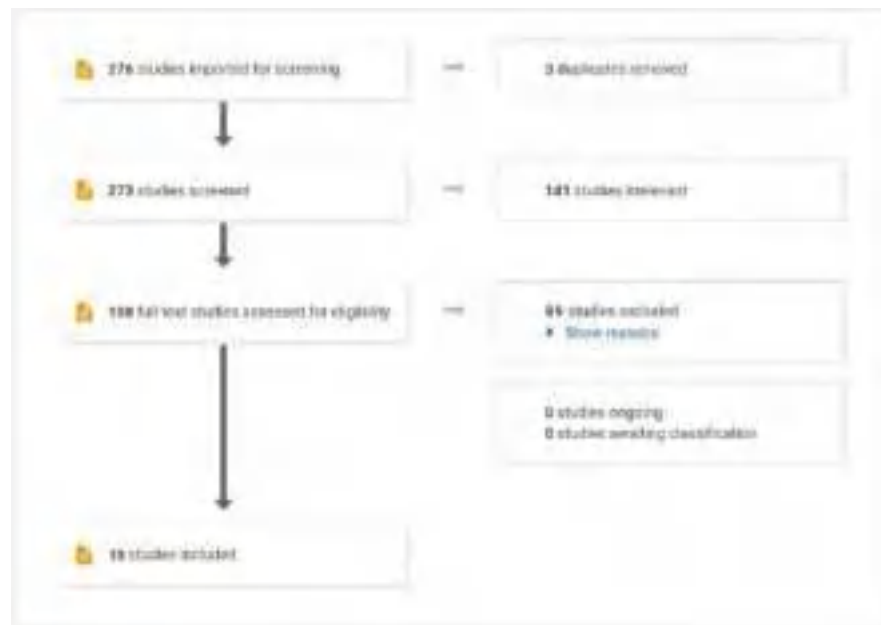 276 studies imported for screening
3 duplicates removed
273 studies screened
141 studies irrelevant
full-text studies assessed for eligibility
studies excluded
Show reasons
0 studies ongoing
0 studies awaiting classification
studies included